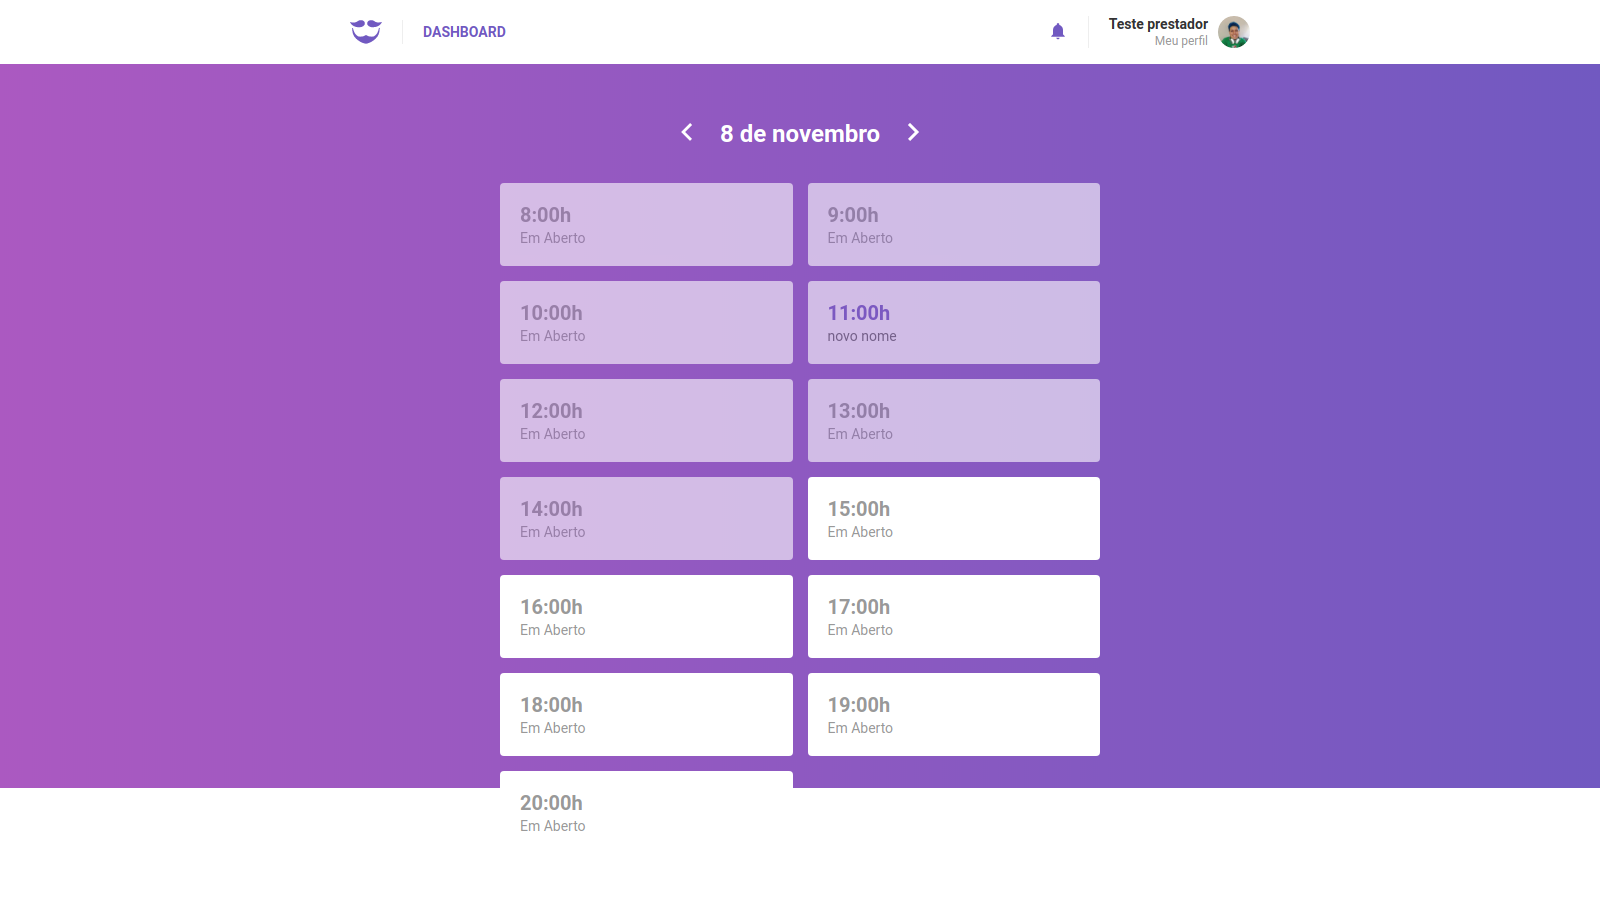 DASHBOARD
Teste prestador
Meu perfil
8 de novembro
8:00h
Em Aberto
9:00h
Em Aberto
10:00h
Em Aberto
11:00h
novo nome
12:00h
Em Aberto
13:00h
Em Aberto
14:00h
Em Aberto
15:00h
Em Aberto
16:00h
Em Aberto
17:00h
Em Aberto
18:00h
Em Aberto
19:00h
Em Aberto
20:00h
Em Aberto